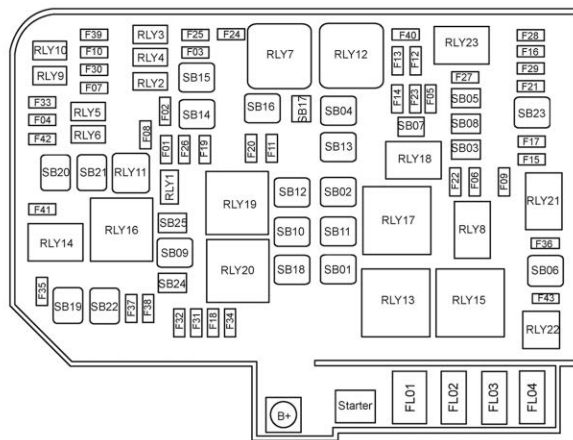 F39 RLY3 F25 F24 RLY7 RLY12 F40 RLY23 F28
RLY10 F10 RLY4 F03 F13 F12 F16
RLY9 F30 RLY2 SB15 F27 F29
F07 F14 F23 F05 SB05 F21
F33 RLY5 F02 SB14 SB16 SB17 SB04 SB23
F04 RLY6 F08 SB07 SB08
F42 F01 F26 F19 F20 F11 SB13 RLY18 SB03 F17
F15
SB20 SB21 RLY11 RLY1 SB12 SB02 F22 F06 F09
F41 RLY16 SB25 RLY19 SB10 SB11 RLY17 RLY8 RLY21
RLY14 SB09 F36
F35 SB24 RLY20 SB18 SB01 SB06
SB19 SB22 F37 F38 RLY13 RLY15 F43
F32 F31 F18 F34 RLY22
B+ Starter FL01 FL02 FL03 FL04